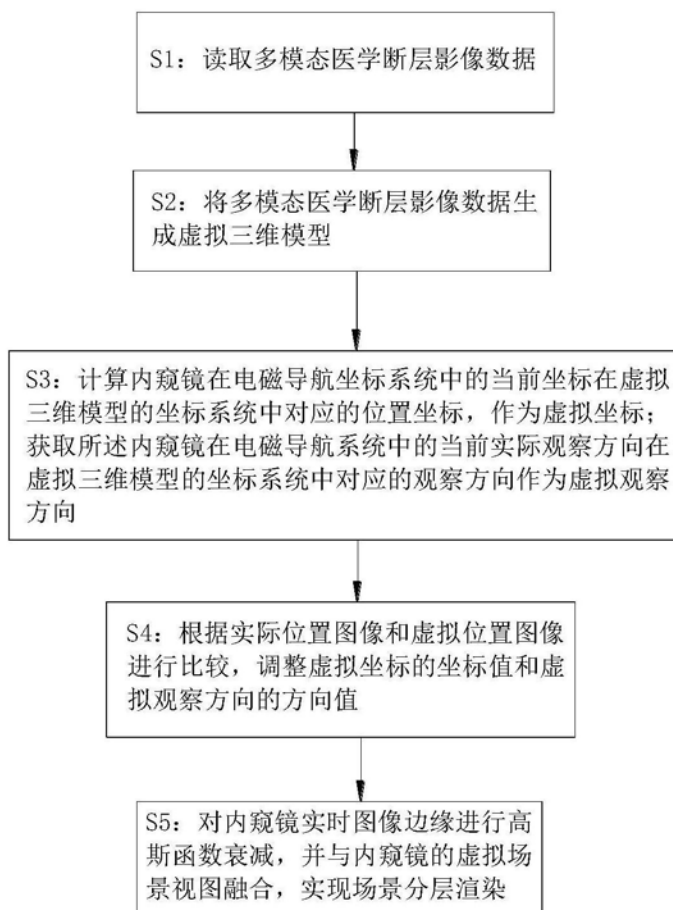 S1：读取多模态医学断层影像数据
S2：将多模态医学断层影像数据生
成虚拟三维模型
S3：计算内窥镜在电磁导航坐标系统中的当前坐标在虚拟
三维模型的坐标系统中对应的位置坐标，作为虚拟坐标；
获取所述内窥镜在电磁导航系统中的当前实际观察方向在
虚拟三维模型的坐标系统中对应的观察方向作为虚拟观察
方向
S4：根据实际位置图像和虚拟位置图像
进行比较，调整虚拟坐标的坐标值和虚
拟观察方向的方向值
S5：对内窥镜实时图像边缘进行高
斯函数衰减，并与内窥镜的虚拟场
景视图融合，实现场景分层渲染